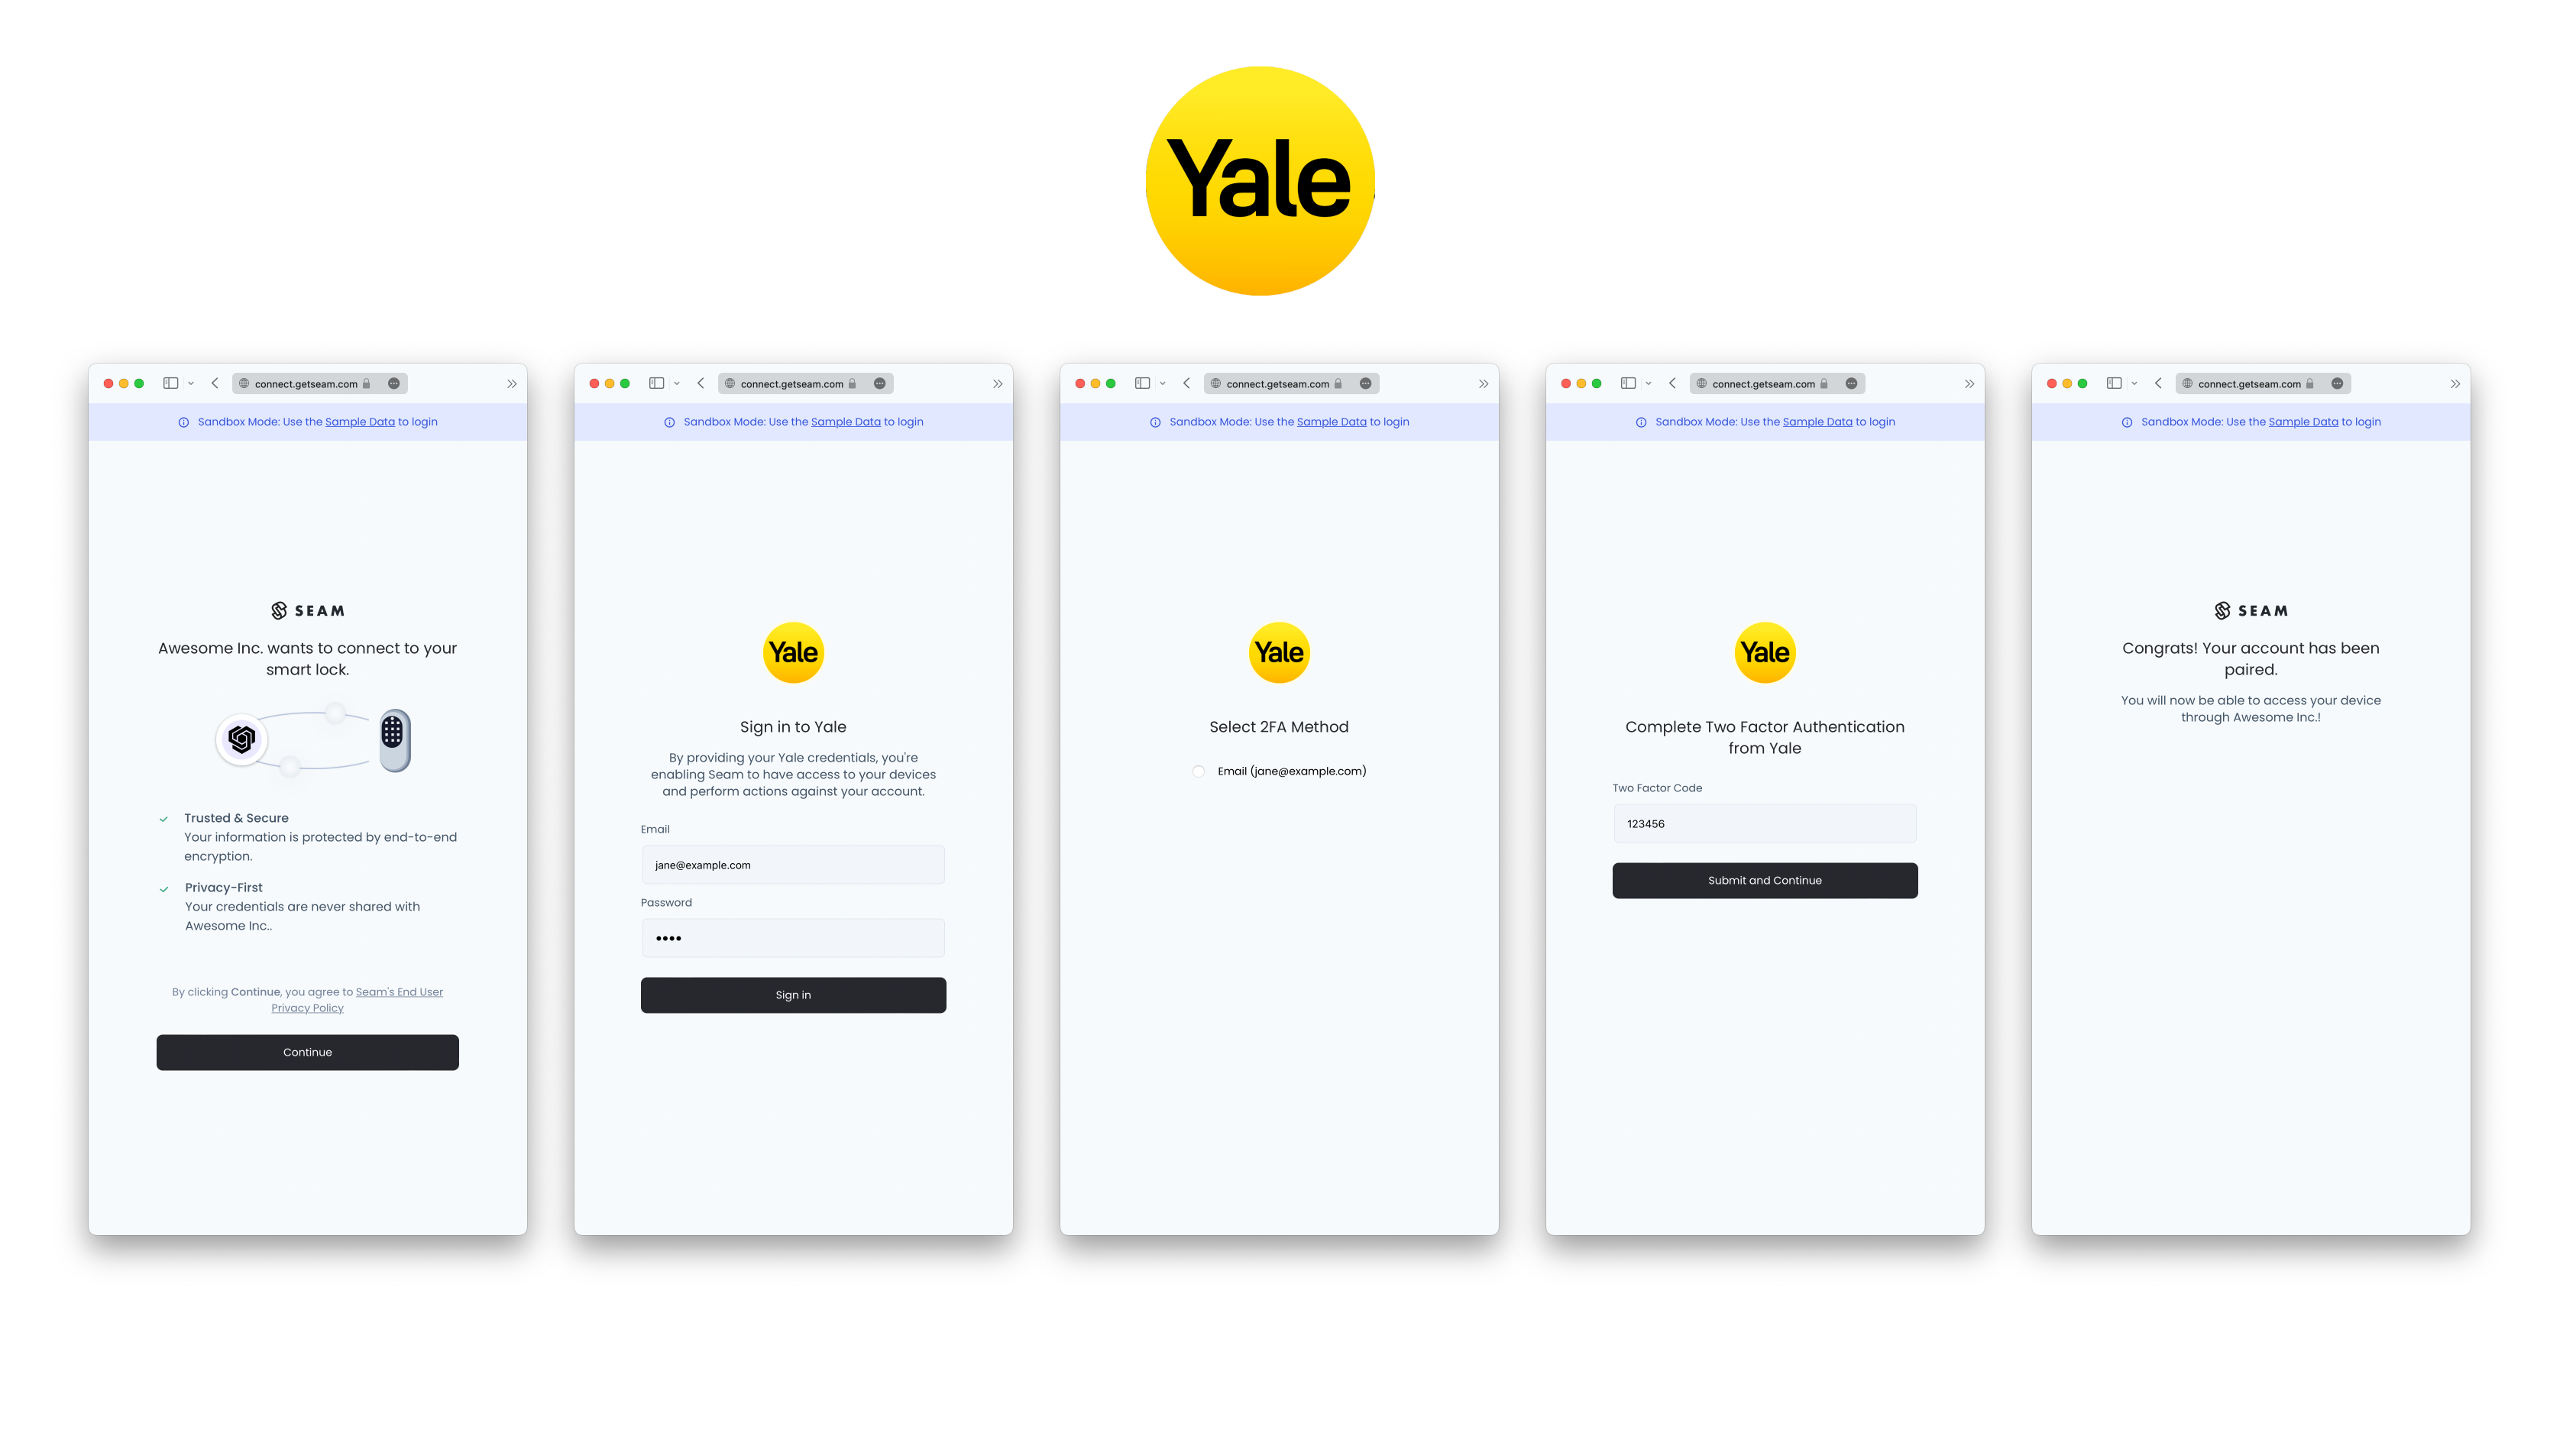 Yale
connect.getseam.com
Sandbox Mode: Use the Sample Data to login
SEAM
Awesome Inc. wants to connect to your
smart lock.
Trusted & Secure
Your information is protected by end-to-end
encryption.
Privacy-First
Your credentials are never shared with
Awesome Inc..
By clicking Continue, you agree to Seam's End User
Privacy Policy
Continue
connect.getseam.com
Sandbox Mode: Use the Sample Data to login
Yale
Sign in to Yale
By providing your Yale credentials, you're
enabling Seam to have access to your devices
and perform actions against your account.
Email
jane@example.com
Password
Sign in
connect.getseam.com
Sandbox Mode: Use the Sample Data to login
Yale
Select 2FA Method
Email (jane@example.com)
connect.getseam.com
Sandbox Mode: Use the Sample Data to login
Yale
Complete Two Factor Authentication
from Yale
Two Factor Code
123456
Submit and Continue
connect.getseam.com
Sandbox Mode: Use the Sample Data to login
SEAM
Congrats! Your account has been
paired.
You will now be able to access your device
through Awesome Inc.!